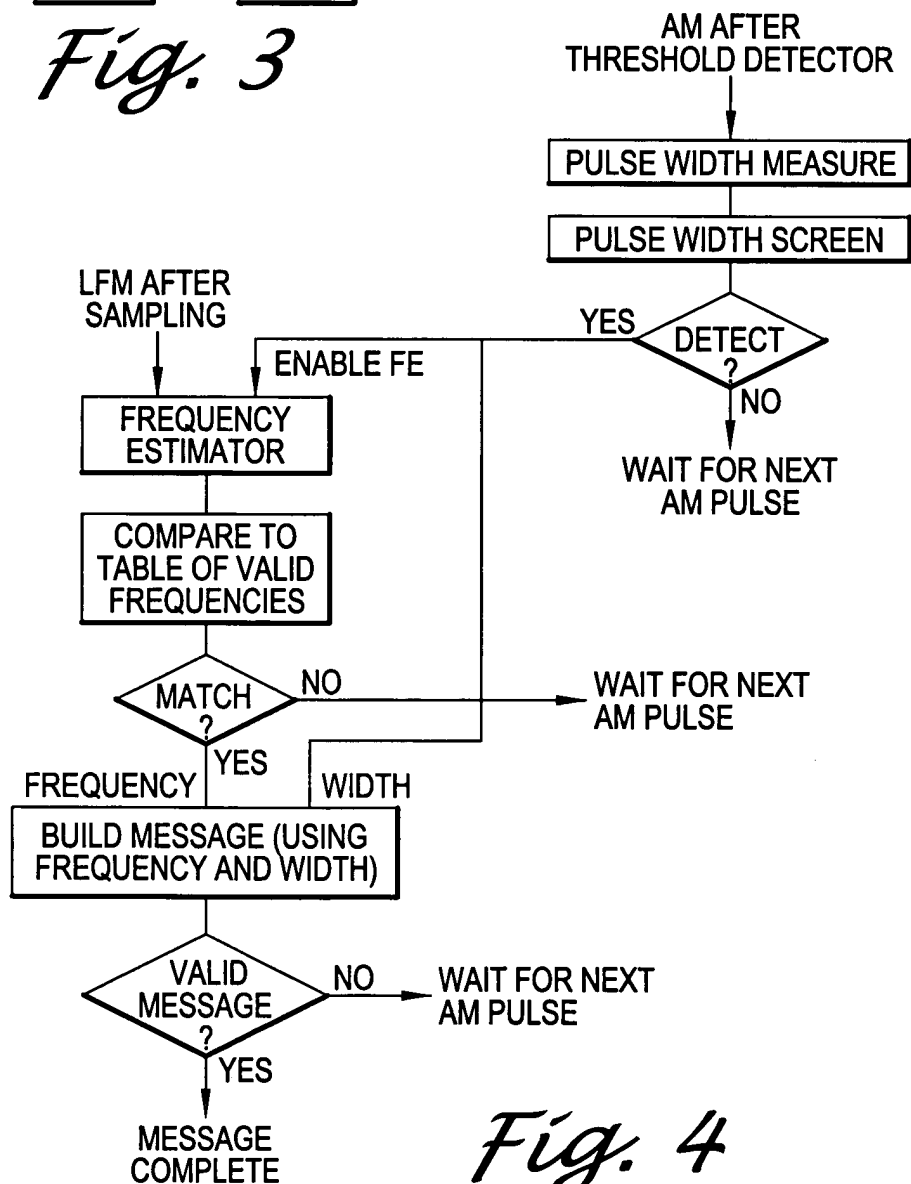 Fig. 3
AM AFTER
THRESHOLD DETECTOR
PULSE WIDTH MEASURE
PULSE WIDTH SCREEN
DETECT
?
YES
NO
WAIT FOR NEXT
AM PULSE
LFM AFTER
SAMPLING
ENABLE FE
FREQUENCY
ESTIMATOR
COMPARE TO
TABLE OF VALID
FREQUENCIES
MATCH
?
NO
WAIT FOR NEXT
AM PULSE
YES
FREQUENCY
WIDTH
BUILD MESSAGE (USING
FREQUENCY AND WIDTH)
VALID
MESSAGE
?
NO
WAIT FOR NEXT
AM PULSE
YES
MESSAGE
COMPLETE
Fig. 4